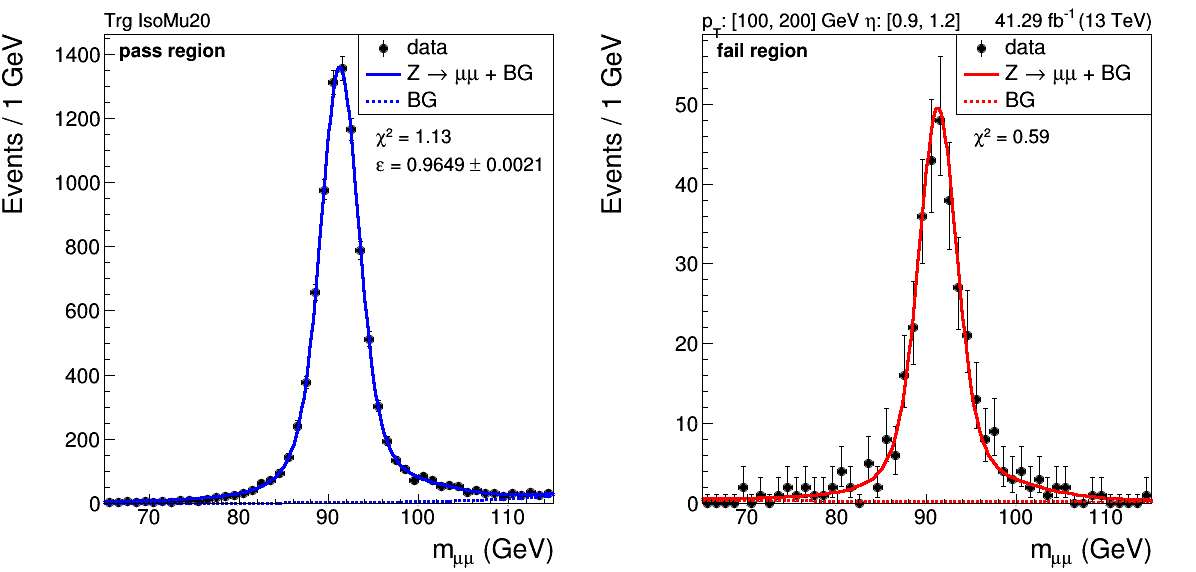 Trg IsoMu20
pass region
Events / 1 GeV
1400
1200
1000
800
600
400
200
0
data
Z → μμ + BG
BG
χ² = 1.13
ε = 0.9649 ± 0.0021
70
80
90
100
110
m_μμ (GeV)
p_T: [100, 200] GeV η: [0.9, 1.2]
41.29 fb⁻¹ (13 TeV)
fail region
Events / 1 GeV
50
40
30
20
10
0
data
Z → μμ + BG
BG
χ² = 0.59
70
80
90
100
110
m_μμ (GeV)